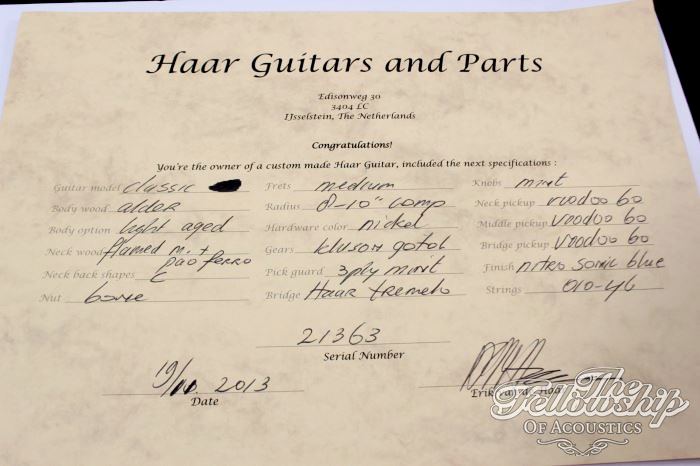 Haar Guitars and Parts
Edisonweg 30
3404 LC
IJsselstein, The Netherlands
Congratulations!
You're the owner of a custom made Haar Guitar, included the next specifications :
Guitar model classic
Body wood alder
Body option light aged
Neck wood flamed m. +
pao ferro
Neck back shapes C
Nut bone
Frets medium
Radius 8-10" comp
Hardware color nickel
Gears kluson gotoh
Pick guard 3ply mint
Bridge Haar tremelo
Knobs mint
Neck pickup voodoo 60
Middle pickup voodoo 60
Bridge pickup voodoo 60
Finish nitro sonic blue
Strings 010-46
21363
Serial Number
2013
Date
Erik
The
Fellowship
Of Acoustics